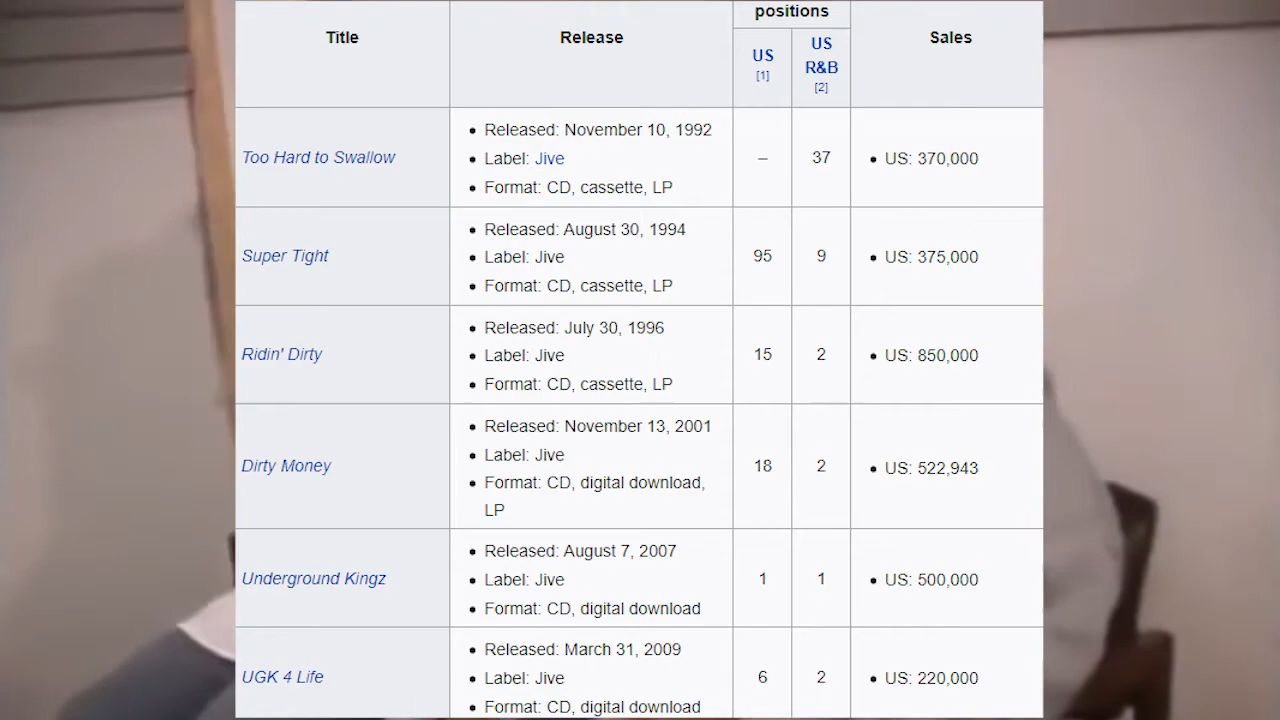 positions
Title Release US US Sales
R&B
[1] [2]
• Released: November 10, 1992
Too Hard to Swallow • Label: Jive – 37 • US: 370,000
• Format: CD, cassette, LP
• Released: August 30, 1994
Super Tight • Label: Jive 95 9 • US: 375,000
• Format: CD, cassette, LP
• Released: July 30, 1996
Ridin' Dirty • Label: Jive 15 2 • US: 850,000
• Format: CD, cassette, LP
• Released: November 13, 2001
Dirty Money • Label: Jive 18 2 • US: 522,943
• Format: CD, digital download,
LP
• Released: August 7, 2007
Underground Kingz • Label: Jive 1 1 • US: 500,000
• Format: CD, digital download
• Released: March 31, 2009
UGK 4 Life • Label: Jive 6 2 • US: 220,000
• Format: CD, digital download